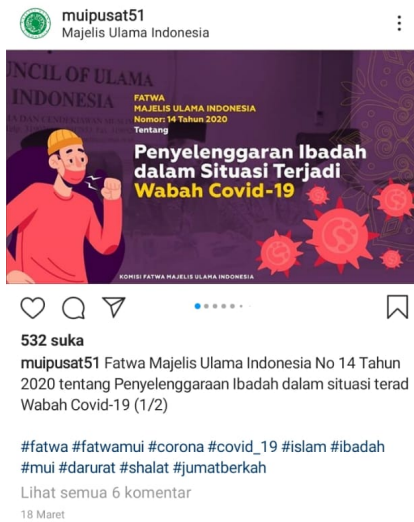 muipusat51
Majelis Ulama Indonesia
NCIL OF ULAMA
INDONESIA
FATWA
MAJELIS ULAMA INDONESIA
Nomor: 14 Tahun 2020
Tentang
Penyelenggaran Ibadah
dalam Situasi Terjadi
Wabah Covid-19
KOMISI FATWA MAJELIS ULAMA INDONESIA
532 suka
muipusat51 Fatwa Majelis Ulama Indonesia No 14 Tahun
2020 tentang Penyelenggaraan Ibadah dalam situasi terad
Wabah Covid-19 (1/2)
#fatwa #fatwamui #corona #covid_19 #islam #ibadah
#mui #darurat #shalat #jumatberkah
Lihat semua 6 komentar
18 Maret